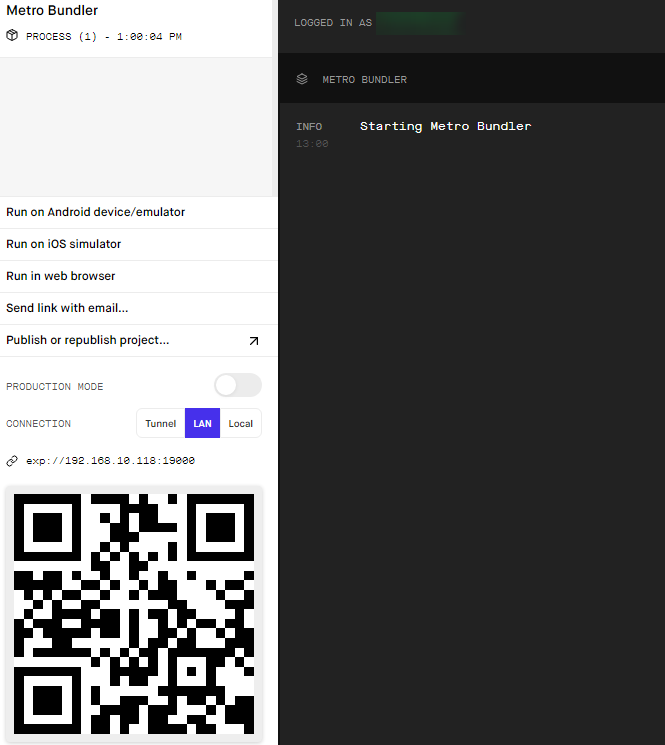 Metro Bundler
PROCESS (1) - 1:00:04 PM
Run on Android device/emulator
Run on iOS simulator
Run in web browser
Send link with email...
Publish or republish project...
PRODUCTION MODE
CONNECTION
Tunnel LAN Local
exp://192.168.10.118:19000
LOGGED IN AS
METRO BUNDLER
INFO Starting Metro Bundler
13:00